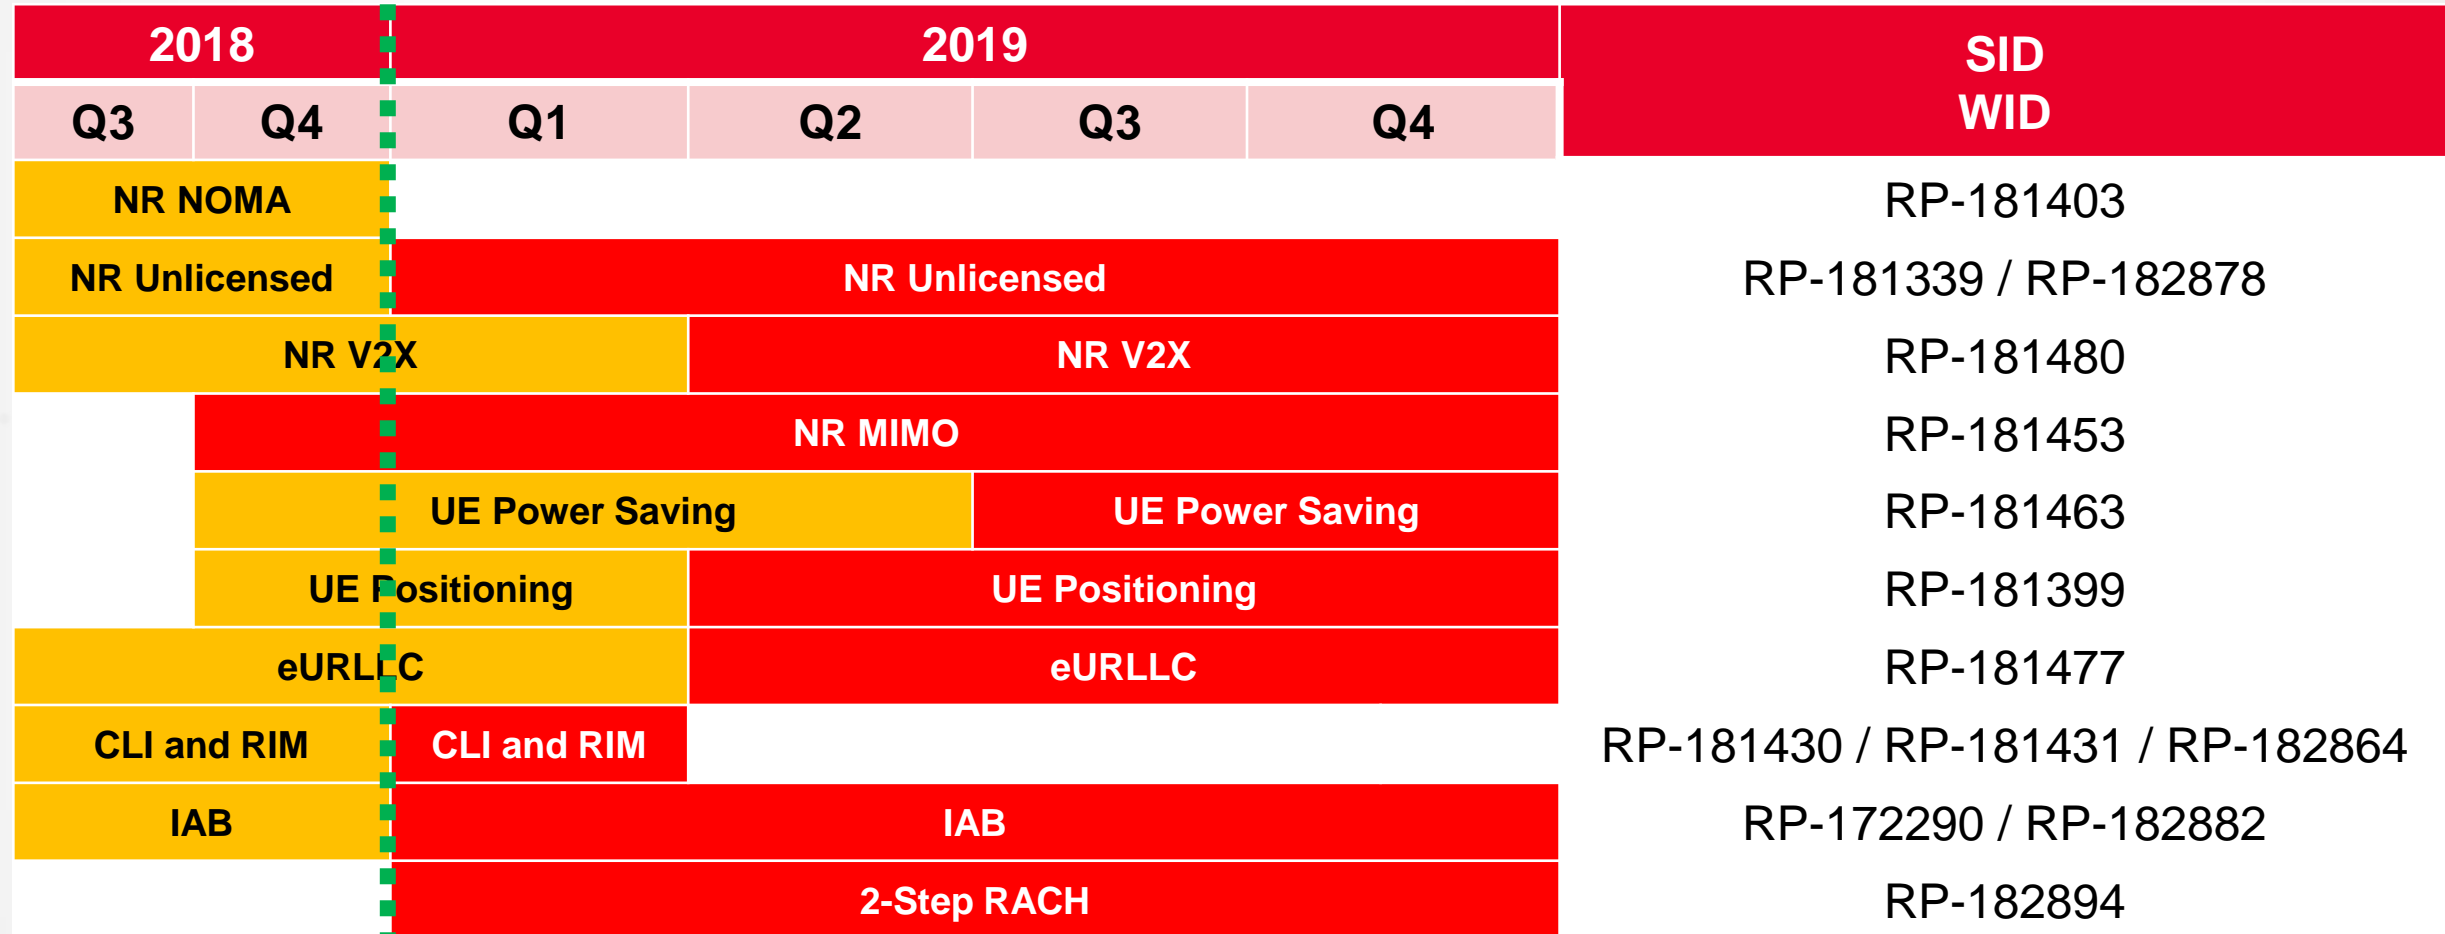 2018 2019 SID
WID
Q3 Q4 Q1 Q2 Q3 Q4
NR NOMA RP-181403
NR Unlicensed NR Unlicensed RP-181339 / RP-182878
NR V2X NR V2X RP-181480
NR MIMO RP-181453
UE Power Saving UE Power Saving RP-181463
UE Positioning UE Positioning RP-181399
eURLLC eURLLC RP-181477
CLI and RIM CLI and RIM RP-181430 / RP-181431 / RP-182864
IAB IAB RP-172290 / RP-182882
2-Step RACH RP-182894